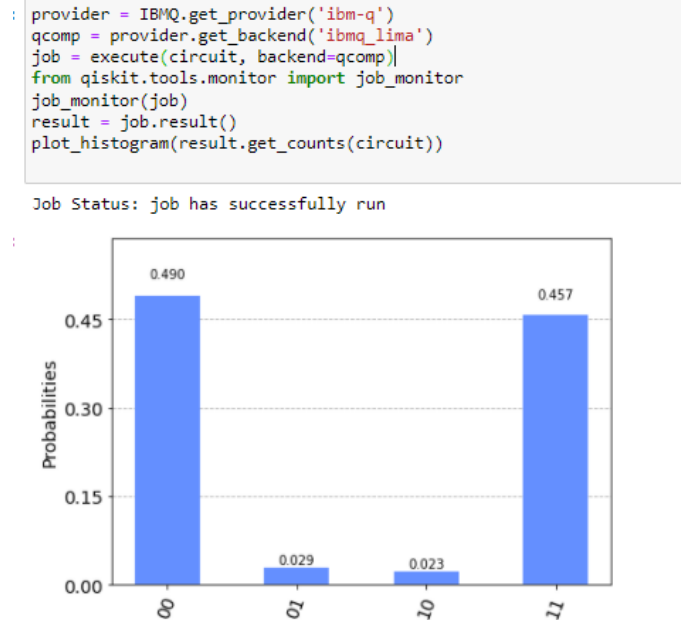 provider = IBMQ.get_provider('ibm-q')
qcomp = provider.get_backend('ibmq_lima')
job = execute(circuit, backend=qcomp)
from qiskit.tools.monitor import job_monitor
job_monitor(job)
result = job.result()
plot_histogram(result.get_counts(circuit))
Job Status: job has successfully run
0.490
0.457
0.45
Probabilities
0.30
0.15
0.029
0.023
0.00
00
01
10
11